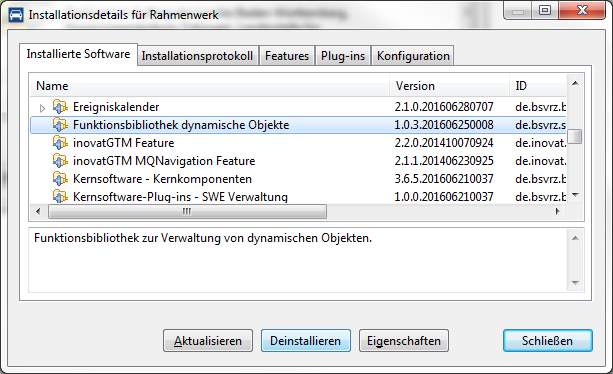 Installationsdetails für Rahmenwerk
Installierte Software Installationsprotokoll Features Plug-ins Konfiguration
Name Version ID
Ereigniskalender 2.1.0.201606280707 de.bsvrz.b
Funktionsbibliothek dynamische Objekte 1.0.3.201606250008 de.bsvrz.s
inovatGTM Feature 2.2.0.201410070924 de.inovat.
inovatGTM MQNavigation Feature 2.1.1.201406230925 de.inovat.
Kernsoftware - Kernkomponenten 3.6.5.201606210037 de.bsvrz.b
Kernsoftware-Plug-ins - SWE Verwaltung 1.0.0.201606210037 de.bsvrz.b
Funktionsbibliothek zur Verwaltung von dynamischen Objekten.
Aktualisieren Deinstallieren Eigenschaften Schließen